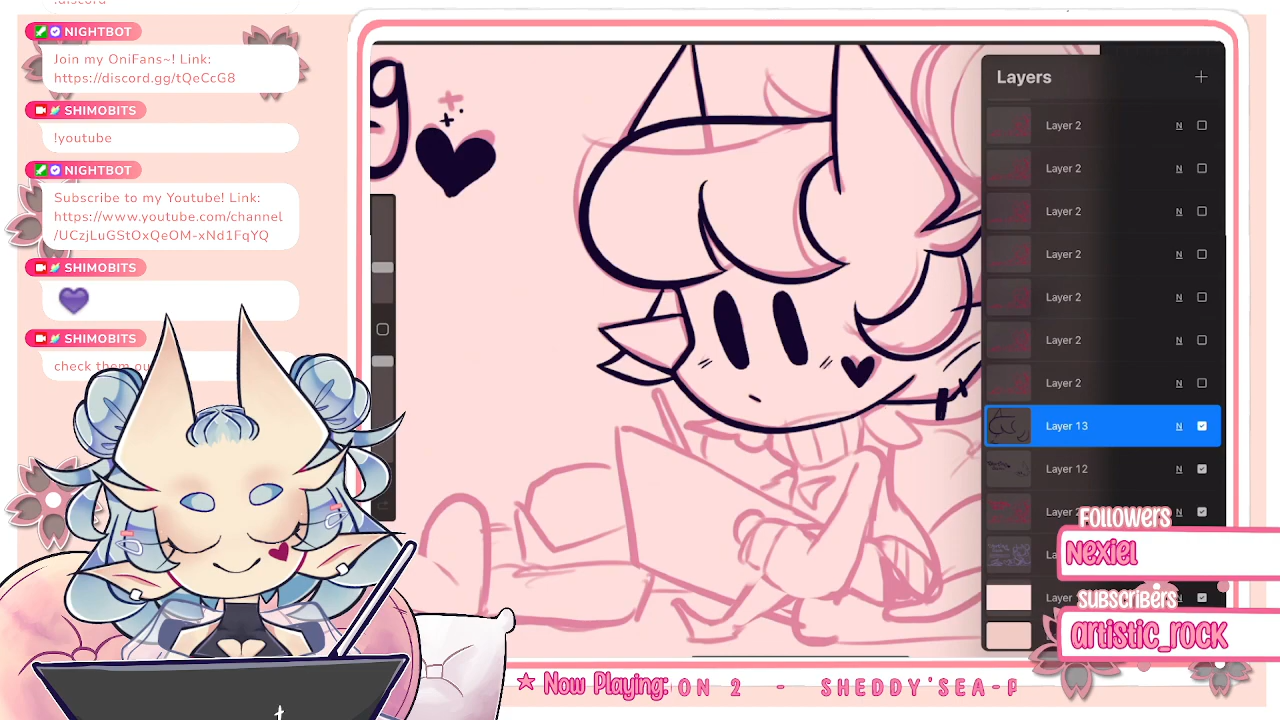 !discord
NIGHTBOT
Join my OniFans~! Link:
https://discord.gg/tQeCcG8
SHIMOBITS
!youtube
NIGHTBOT
Subscribe to my Youtube! Link:
https://www.youtube.com/channel
/UCzjLuGStOxQeOM-xNd1FqYQ
SHIMOBITS
SHIMOBITS
check them
g
Layers
Layer 2 N
Layer 2 N
Layer 2 N
Layer 2 N
Layer 2 N
Layer 2 N
Layer 2 N
Layer 13 N
Layer 12 N
Layer 2
Followers
Nexiel
Subscribers
artistic_rock
Now Playing: ON 2 - SHEDDY'SEA-P